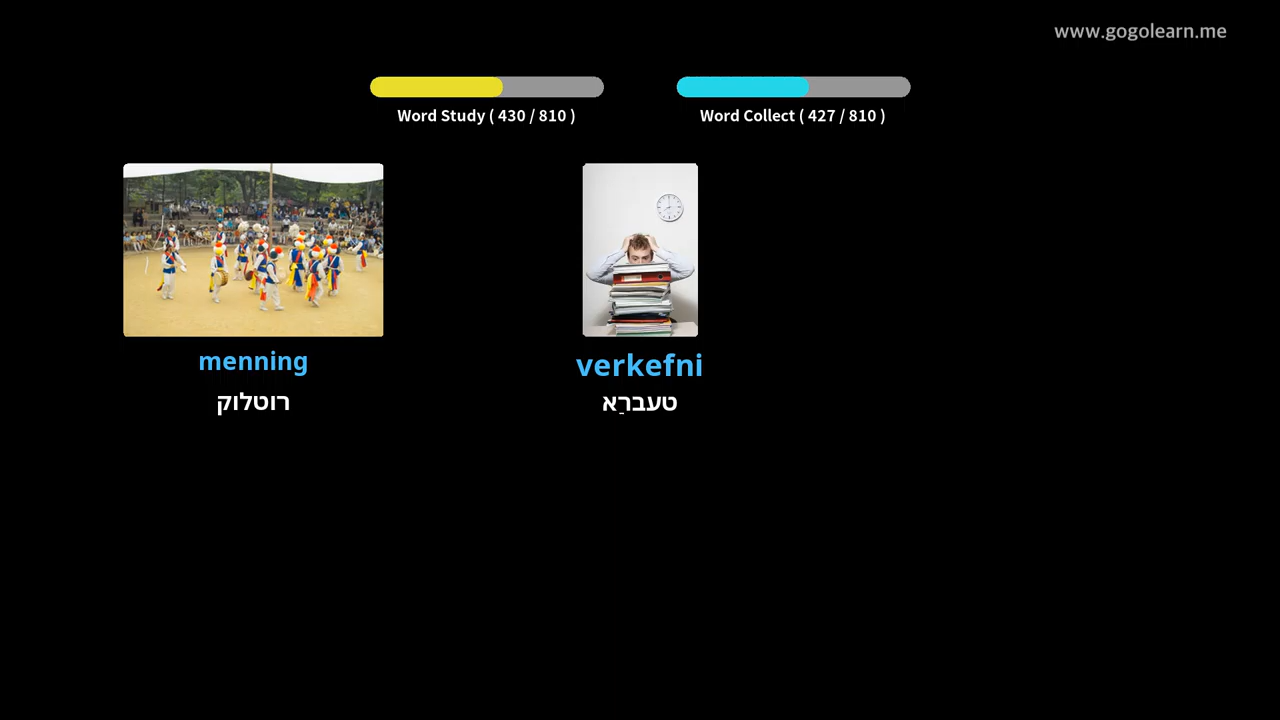 www.gogolearn.me
Word Study ( 430 / 810 )
Word Collect ( 427 / 810 )
menning
רוטלוק
verkefni
טעברַא